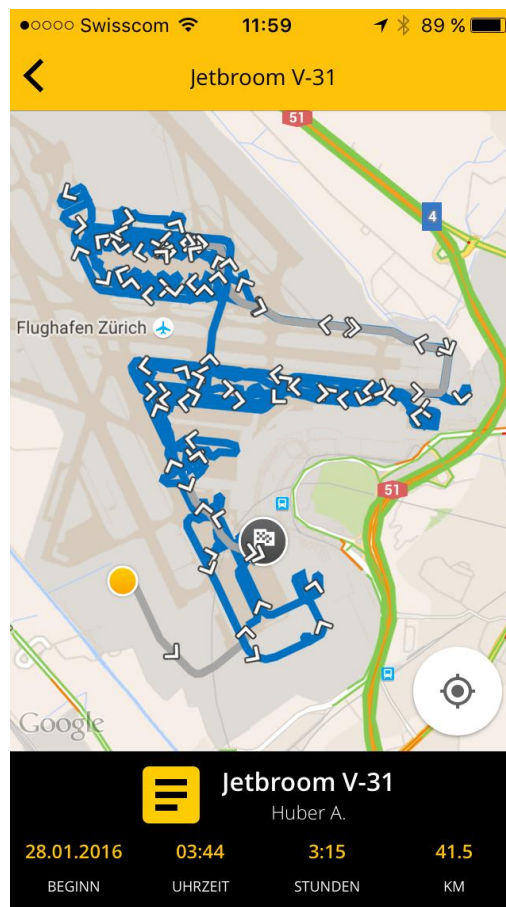 Swisscom 11:59 89 %
Jetbroom V-31
51
4
Flughafen Zürich
51
Google
Jetbroom V-31
Huber A.
28.01.2016 03:44 3:15 41.5
BEGINN UHRZEIT STUNDEN KM